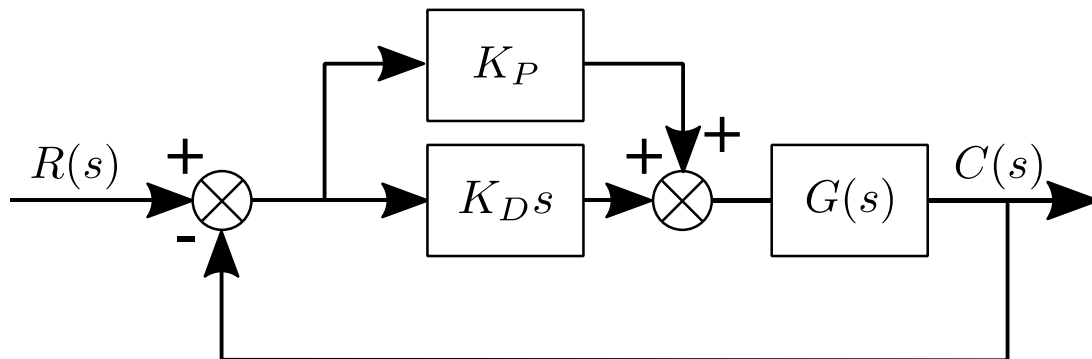 K_P
+
+
R(s)
+
K_D s
+
G(s)
C(s)
-